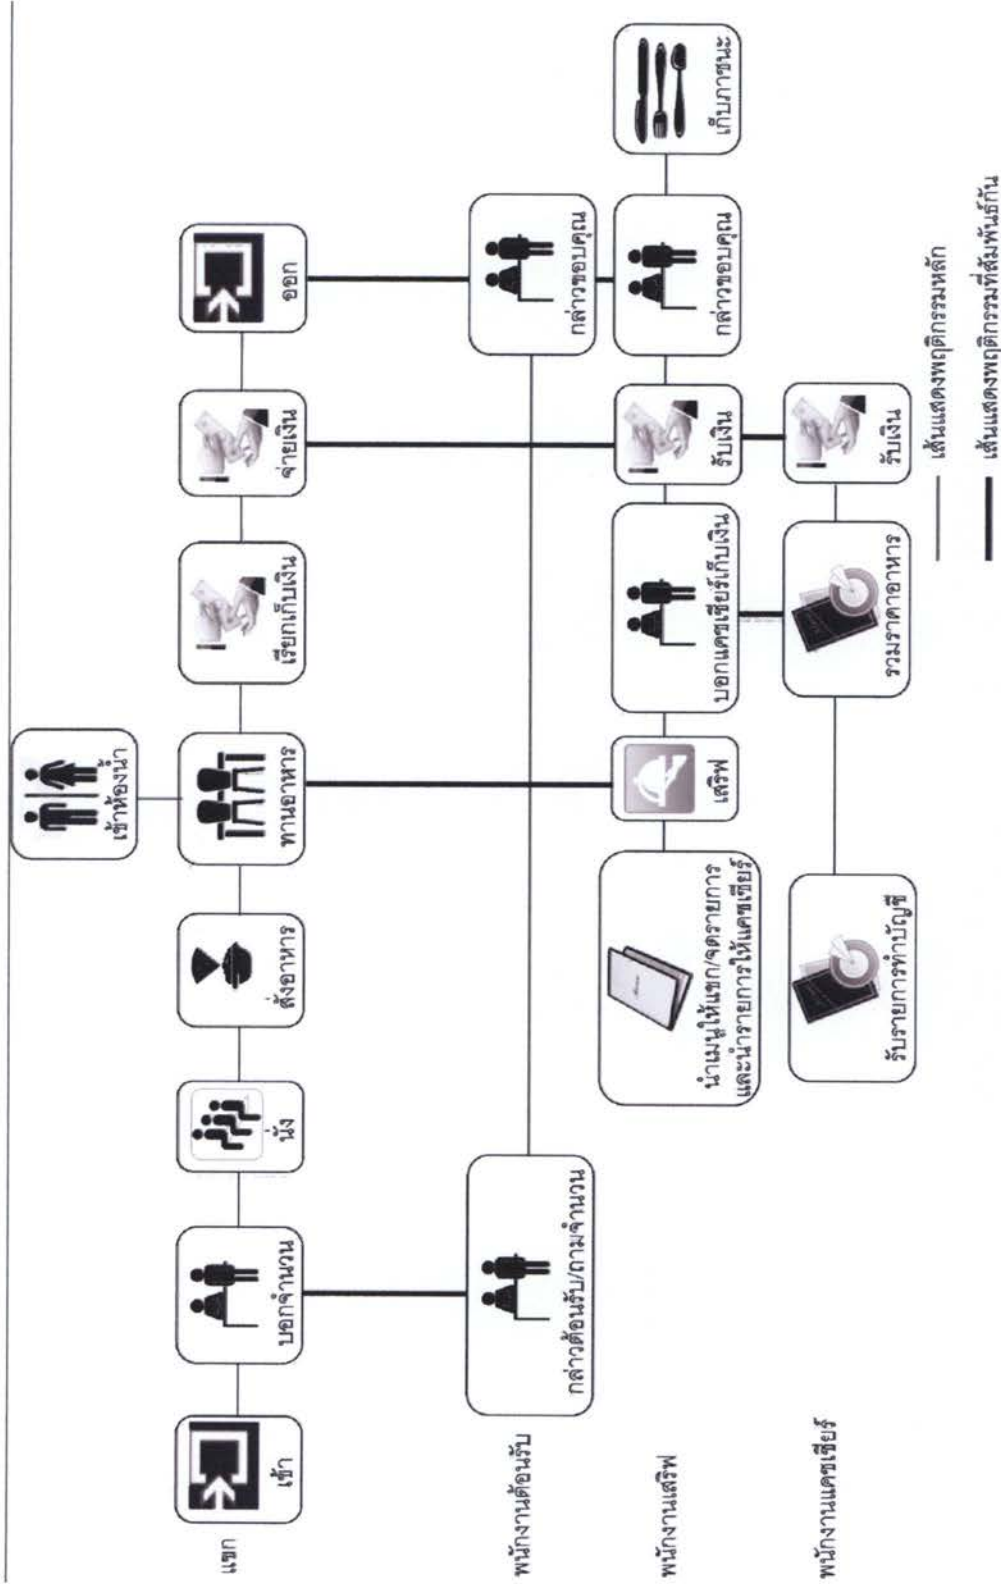 เข้าห้องน้ำ
แขก
เข้า
บอกจำนวน
นั่ง
สั่งอาหาร
ทานอาหาร
เรียกเก็บเงิน
จ่ายเงิน
ออก
พนักงานต้อนรับ
กล่าวต้อนรับ/ถามจำนวน
กล่าวขอบคุณ
พนักงานเสริฟ
นำเมนูให้แขก/จดรายการ
และนำรายการให้แคชเชียร์
เสริฟ
บอกแคชเชียร์เก็บเงิน
รับเงิน
กล่าวขอบคุณ
เก็บภาชนะ
พนักงานแคชเชียร์
รับรายการทำบัญชี
รวมราคาอาหาร
รับเงิน
เส้นแสดงพฤติกรรมหลัก
เส้นแสดงพฤติกรรมที่สัมพันธ์กัน